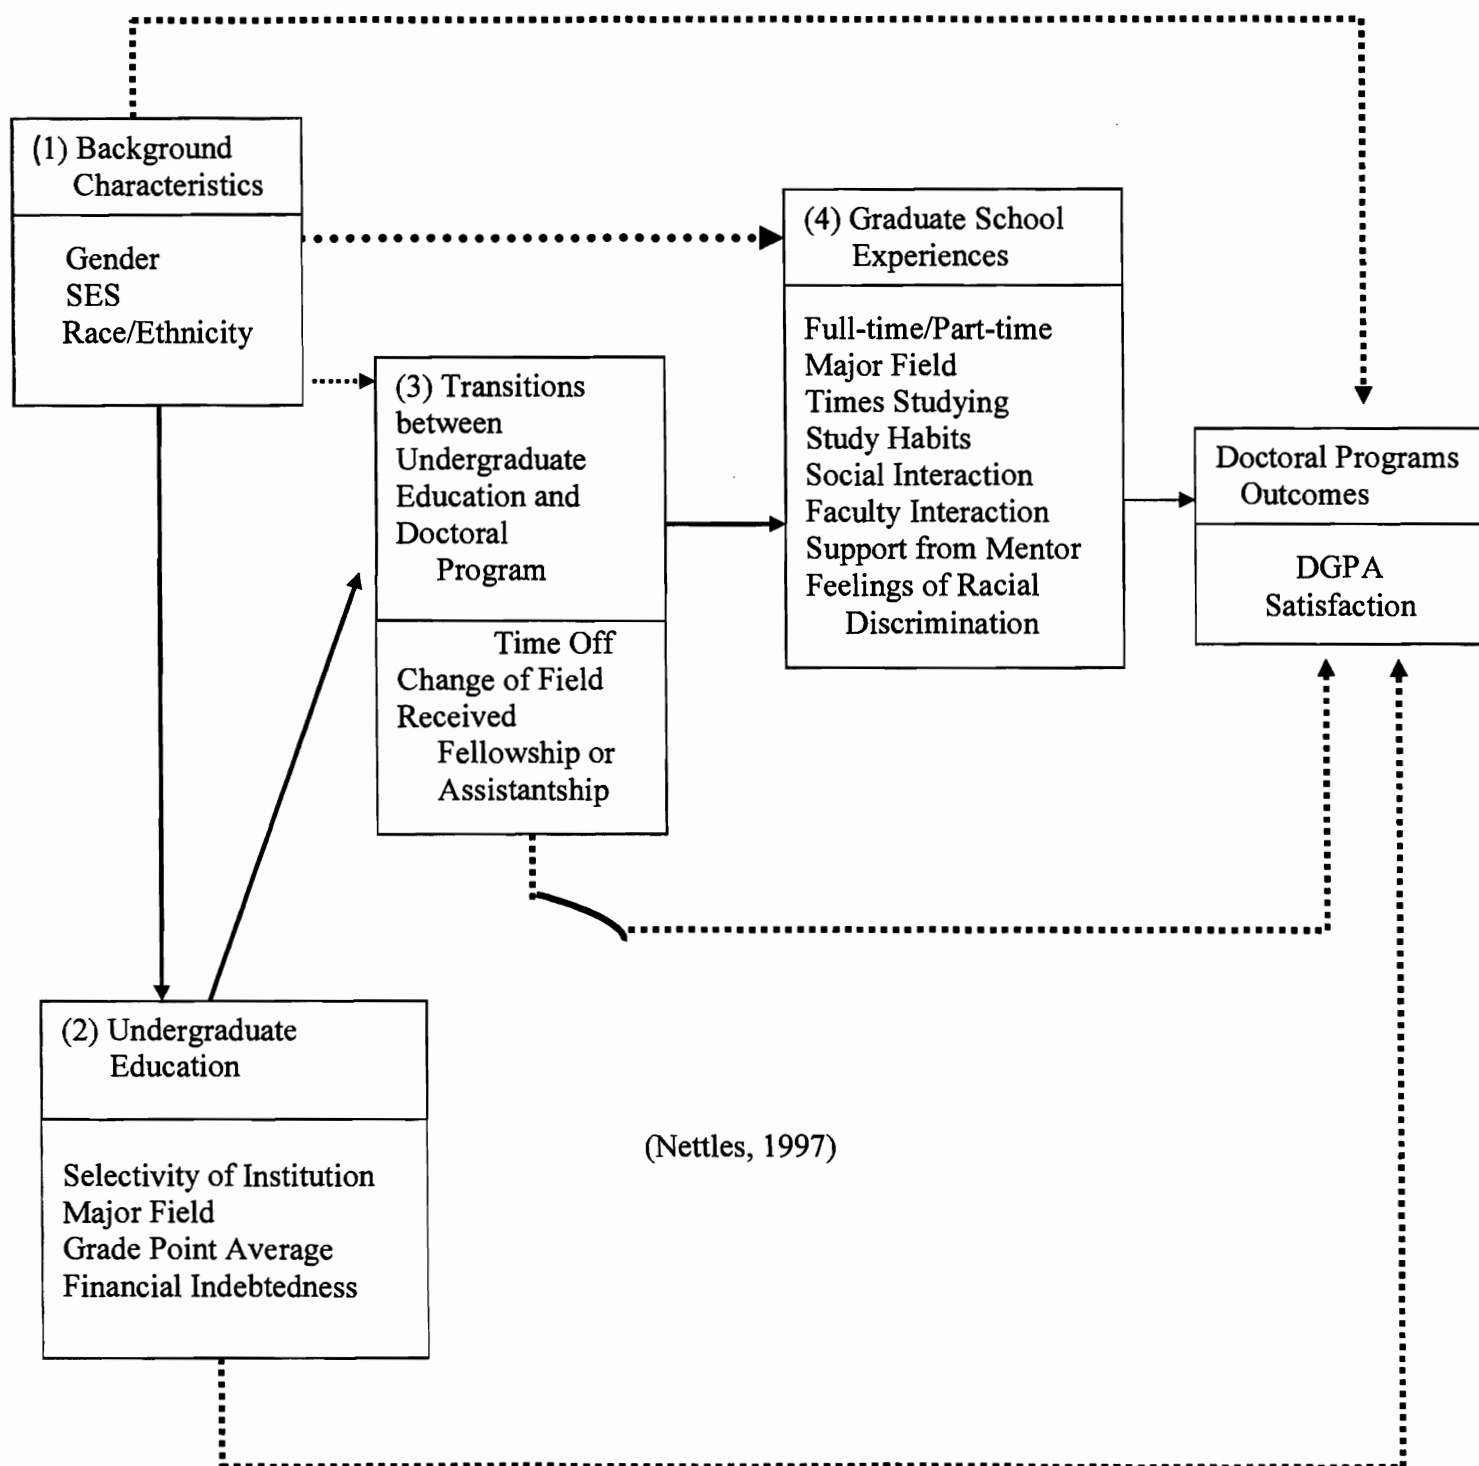 (1) Background
Characteristics
Gender
SES
Race/Ethnicity
(3) Transitions
between
Undergraduate
Education and
Doctoral
Program
Time Off
Change of Field
Received
Fellowship or
Assistantship
(4) Graduate School
Experiences
Full-time/Part-time
Major Field
Times Studying
Study Habits
Social Interaction
Faculty Interaction
Support from Mentor
Feelings of Racial
Discrimination
Doctoral Programs
Outcomes
DGPA
Satisfaction
(2) Undergraduate
Education
Selectivity of Institution
Major Field
Grade Point Average
Financial Indebtedness
(Nettles, 1997)